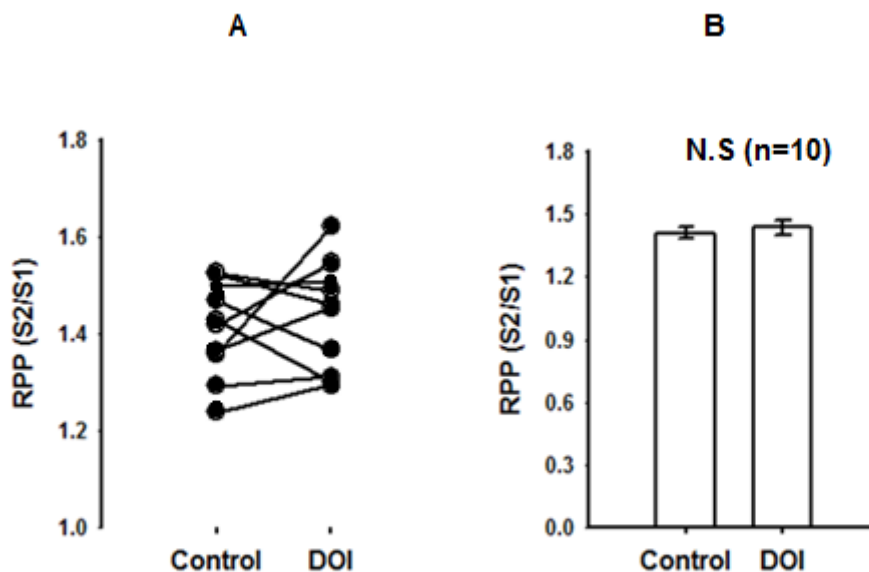 A
RPP (S2/S1)
1.8
1.6
1.4
1.2
1.0
Control DOI
B
N.S (n=10)
RPP (S2/S1)
1.8
1.5
1.2
0.9
0.6
0.3
0.0
Control DOI